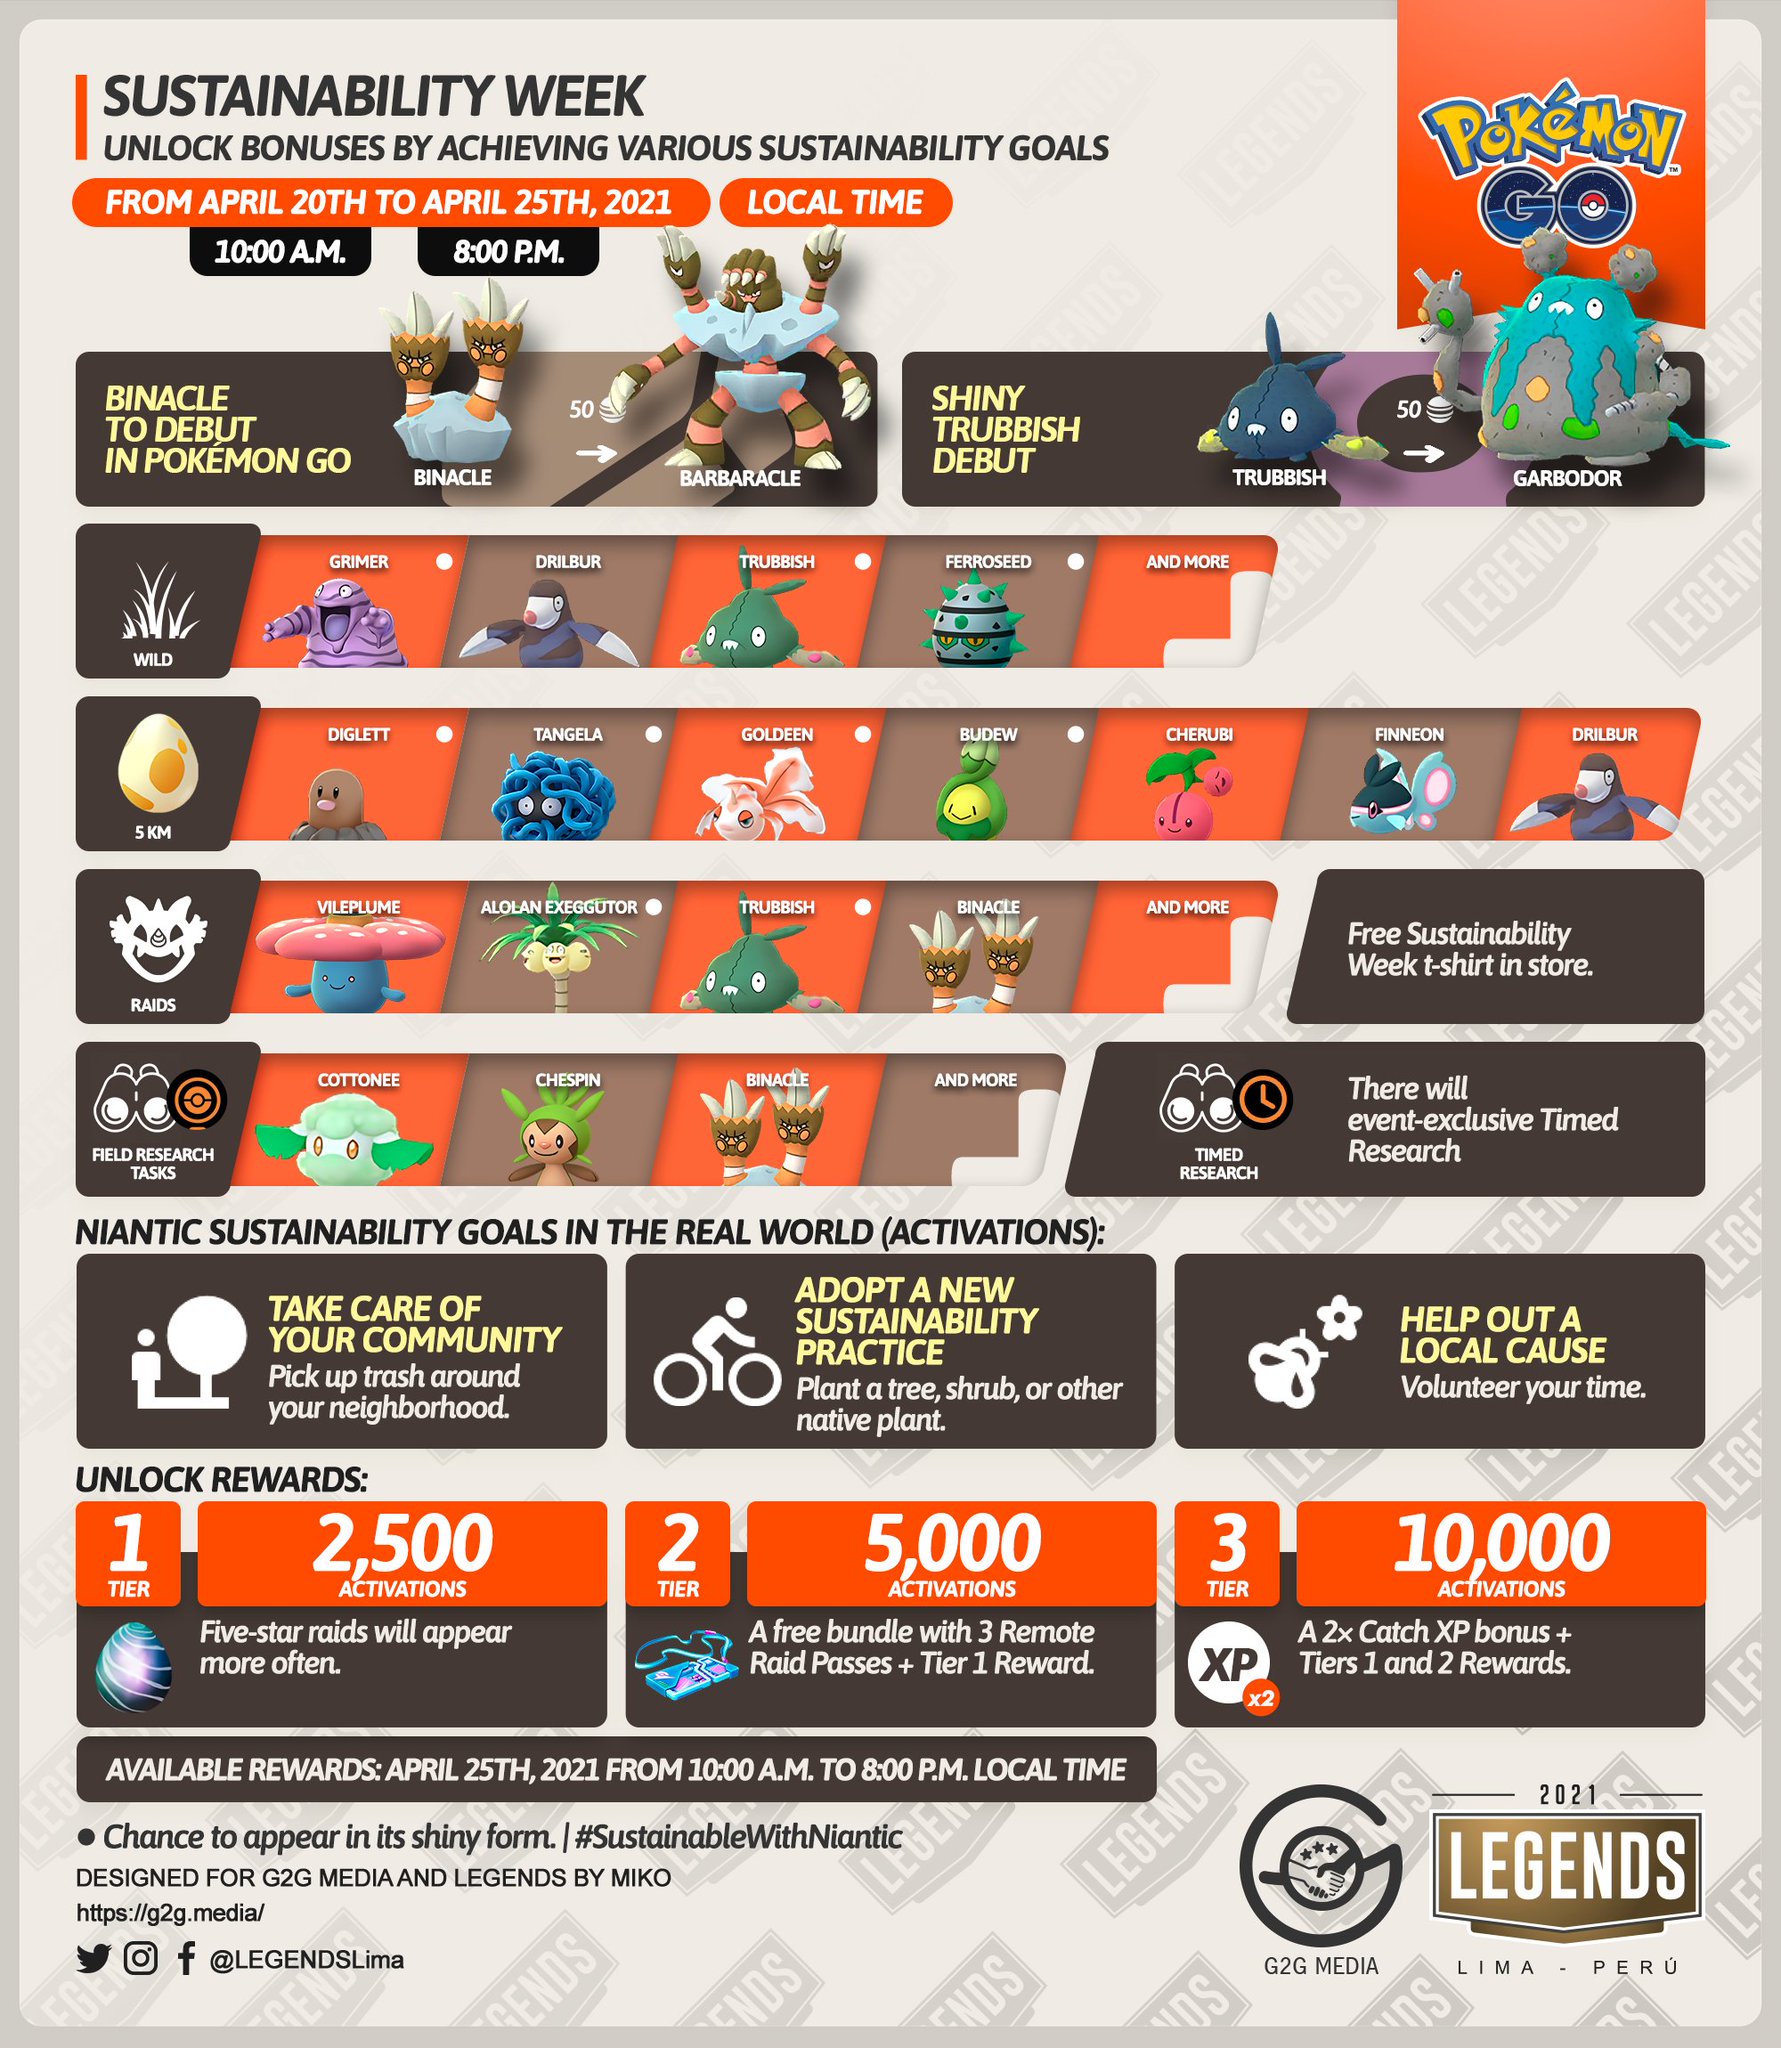 SUSTAINABILITY WEEK
UNLOCK BONUSES BY ACHIEVING VARIOUS SUSTAINABILITY GOALS
FROM APRIL 20TH TO APRIL 25TH, 2021
LOCAL TIME
10:00 A.M.
8:00 P.M.
POKéMON
™
GO
BINACLE
TO DEBUT
IN POKÉMON GO
50
BINACLE
BARBARACLE
SHINY
TRUBBISH
DEBUT
50
TRUBBISH
GARBODOR
WILD
GRIMER
DRILBUR
TRUBBISH
FERROSEED
AND MORE
5 KM
DIGLETT
TANGELA
GOLDEEN
BUDEW
CHERUBI
FINNEON
DRILBUR
RAIDS
VILEPLUME
ALOLAN EXEGGUTOR
TRUBBISH
BINACLE
AND MORE
Free Sustainability
Week t-shirt in store.
FIELD RESEARCH
TASKS
COTTONEE
CHESPIN
BINACLE
AND MORE
TIMED
RESEARCH
There will
event-exclusive Timed
Research
NIANTIC SUSTAINABILITY GOALS IN THE REAL WORLD (ACTIVATIONS):
TAKE CARE OF
YOUR COMMUNITY
Pick up trash around
your neighborhood.
ADOPT A NEW
SUSTAINABILITY
PRACTICE
Plant a tree, shrub, or other
native plant.
HELP OUT A
LOCAL CAUSE
Volunteer your time.
UNLOCK REWARDS:
1
TIER
2,500
ACTIVATIONS
Five-star raids will appear
more often.
2
TIER
5,000
ACTIVATIONS
A free bundle with 3 Remote
Raid Passes + Tier 1 Reward.
3
TIER
10,000
ACTIVATIONS
XP
x2
A 2× Catch XP bonus +
Tiers 1 and 2 Rewards.
AVAILABLE REWARDS: APRIL 25TH, 2021 FROM 10:00 A.M. TO 8:00 P.M. LOCAL TIME
● Chance to appear in its shiny form. | #SustainableWithNiantic
DESIGNED FOR G2G MEDIA AND LEGENDS BY MIKO
https://g2g.media/
@LEGENDSLima
G2G MEDIA
2021
LEGENDS
LIMA - PERÚ